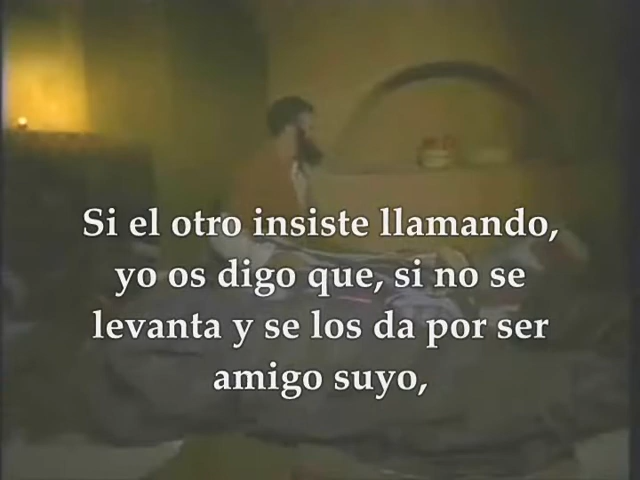 Si el otro insiste llamando,
yo os digo que, si no se
levanta y se los da por ser
amigo suyo,